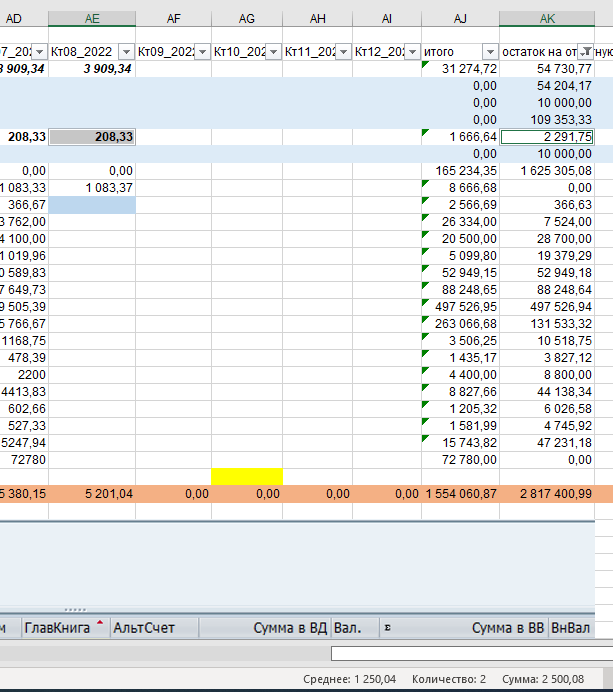 AD AE AF AG AH AI AJ AK
07_202 Кт08_2022 Кт09_202 Кт10_202 Кт11_202 Кт12_202 итого остаток на от ную
3 909,34 3 909,34 31 274,72 54 730,77
0,00 54 204,17
0,00 10 000,00
0,00 109 353,33
208,33 208,33 1 666,64 2 291,75
0,00 10 000,00
0,00 0,00 165 234,35 1 625 305,08
1 083,33 1 083,37 8 666,68 0,00
366,67 2 566,69 366,63
3 762,00 26 334,00 7 524,00
4 100,00 20 500,00 28 700,00
1 019,96 5 099,80 19 379,29
0 589,83 52 949,15 52 949,18
7 649,73 88 248,65 88 248,64
9 505,39 497 526,95 497 526,94
5 766,67 263 066,68 131 533,32
1168,75 3 506,25 10 518,75
478,39 1 435,17 3 827,12
2200 4 400,00 8 800,00
4413,83 8 827,66 44 138,34
602,66 1 205,32 6 026,58
527,33 1 581,99 4 745,92
5247,94 15 743,82 47 231,18
72780 72 780,00 0,00
5 380,15 5 201,04 0,00 0,00 0,00 0,00 1 554 060,87 2 817 400,99
м ГлавКнига АльтСчет Сумма в ВД Вал. Σ Сумма в ВВ ВнВал
Среднее: 1 250,04 Количество: 2 Сумма: 2 500,08